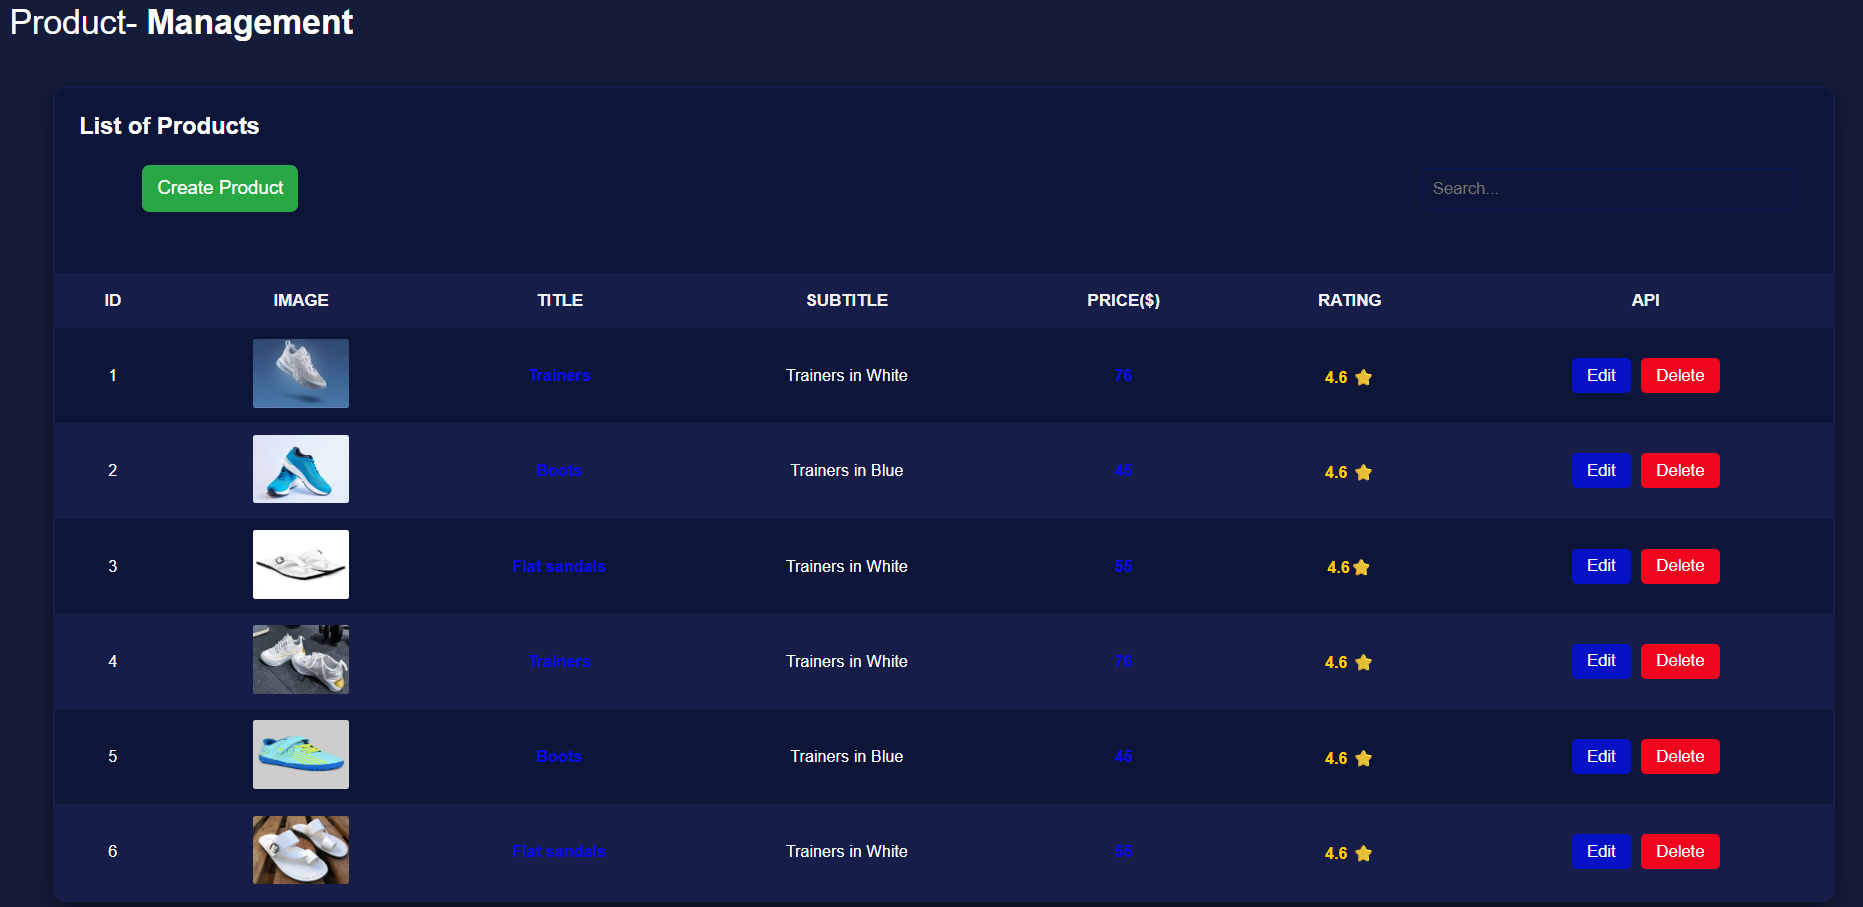 Product- Management
List of Products
Create Product
Search...
ID IMAGE TITLE SUBTITLE PRICE($) RATING API
1 Trainers Trainers in White 76 4.6 Edit Delete
2 Boots Trainers in Blue 45 4.6 Edit Delete
3 Flat sandals Trainers in White 55 4.6 Edit Delete
4 Trainers Trainers in White 76 4.6 Edit Delete
5 Boots Trainers in Blue 45 4.6 Edit Delete
6 Flat sandals Trainers in White 55 4.6 Edit Delete